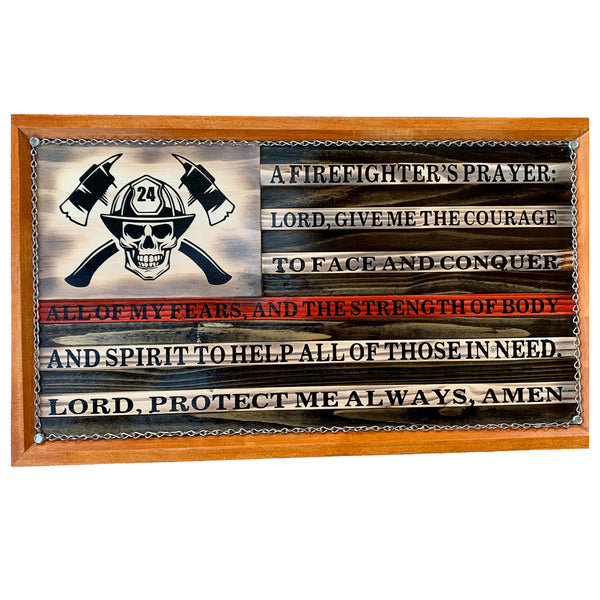 24
A FIREFIGHTER'S PRAYER:
LORD, GIVE ME THE COURAGE
TO FACE AND CONQUER
ALL OF MY FEARS, AND THE STRENGTH OF BODY
AND SPIRIT TO HELP ALL OF THOSE IN NEED.
LORD, PROTECT ME ALWAYS, AMEN